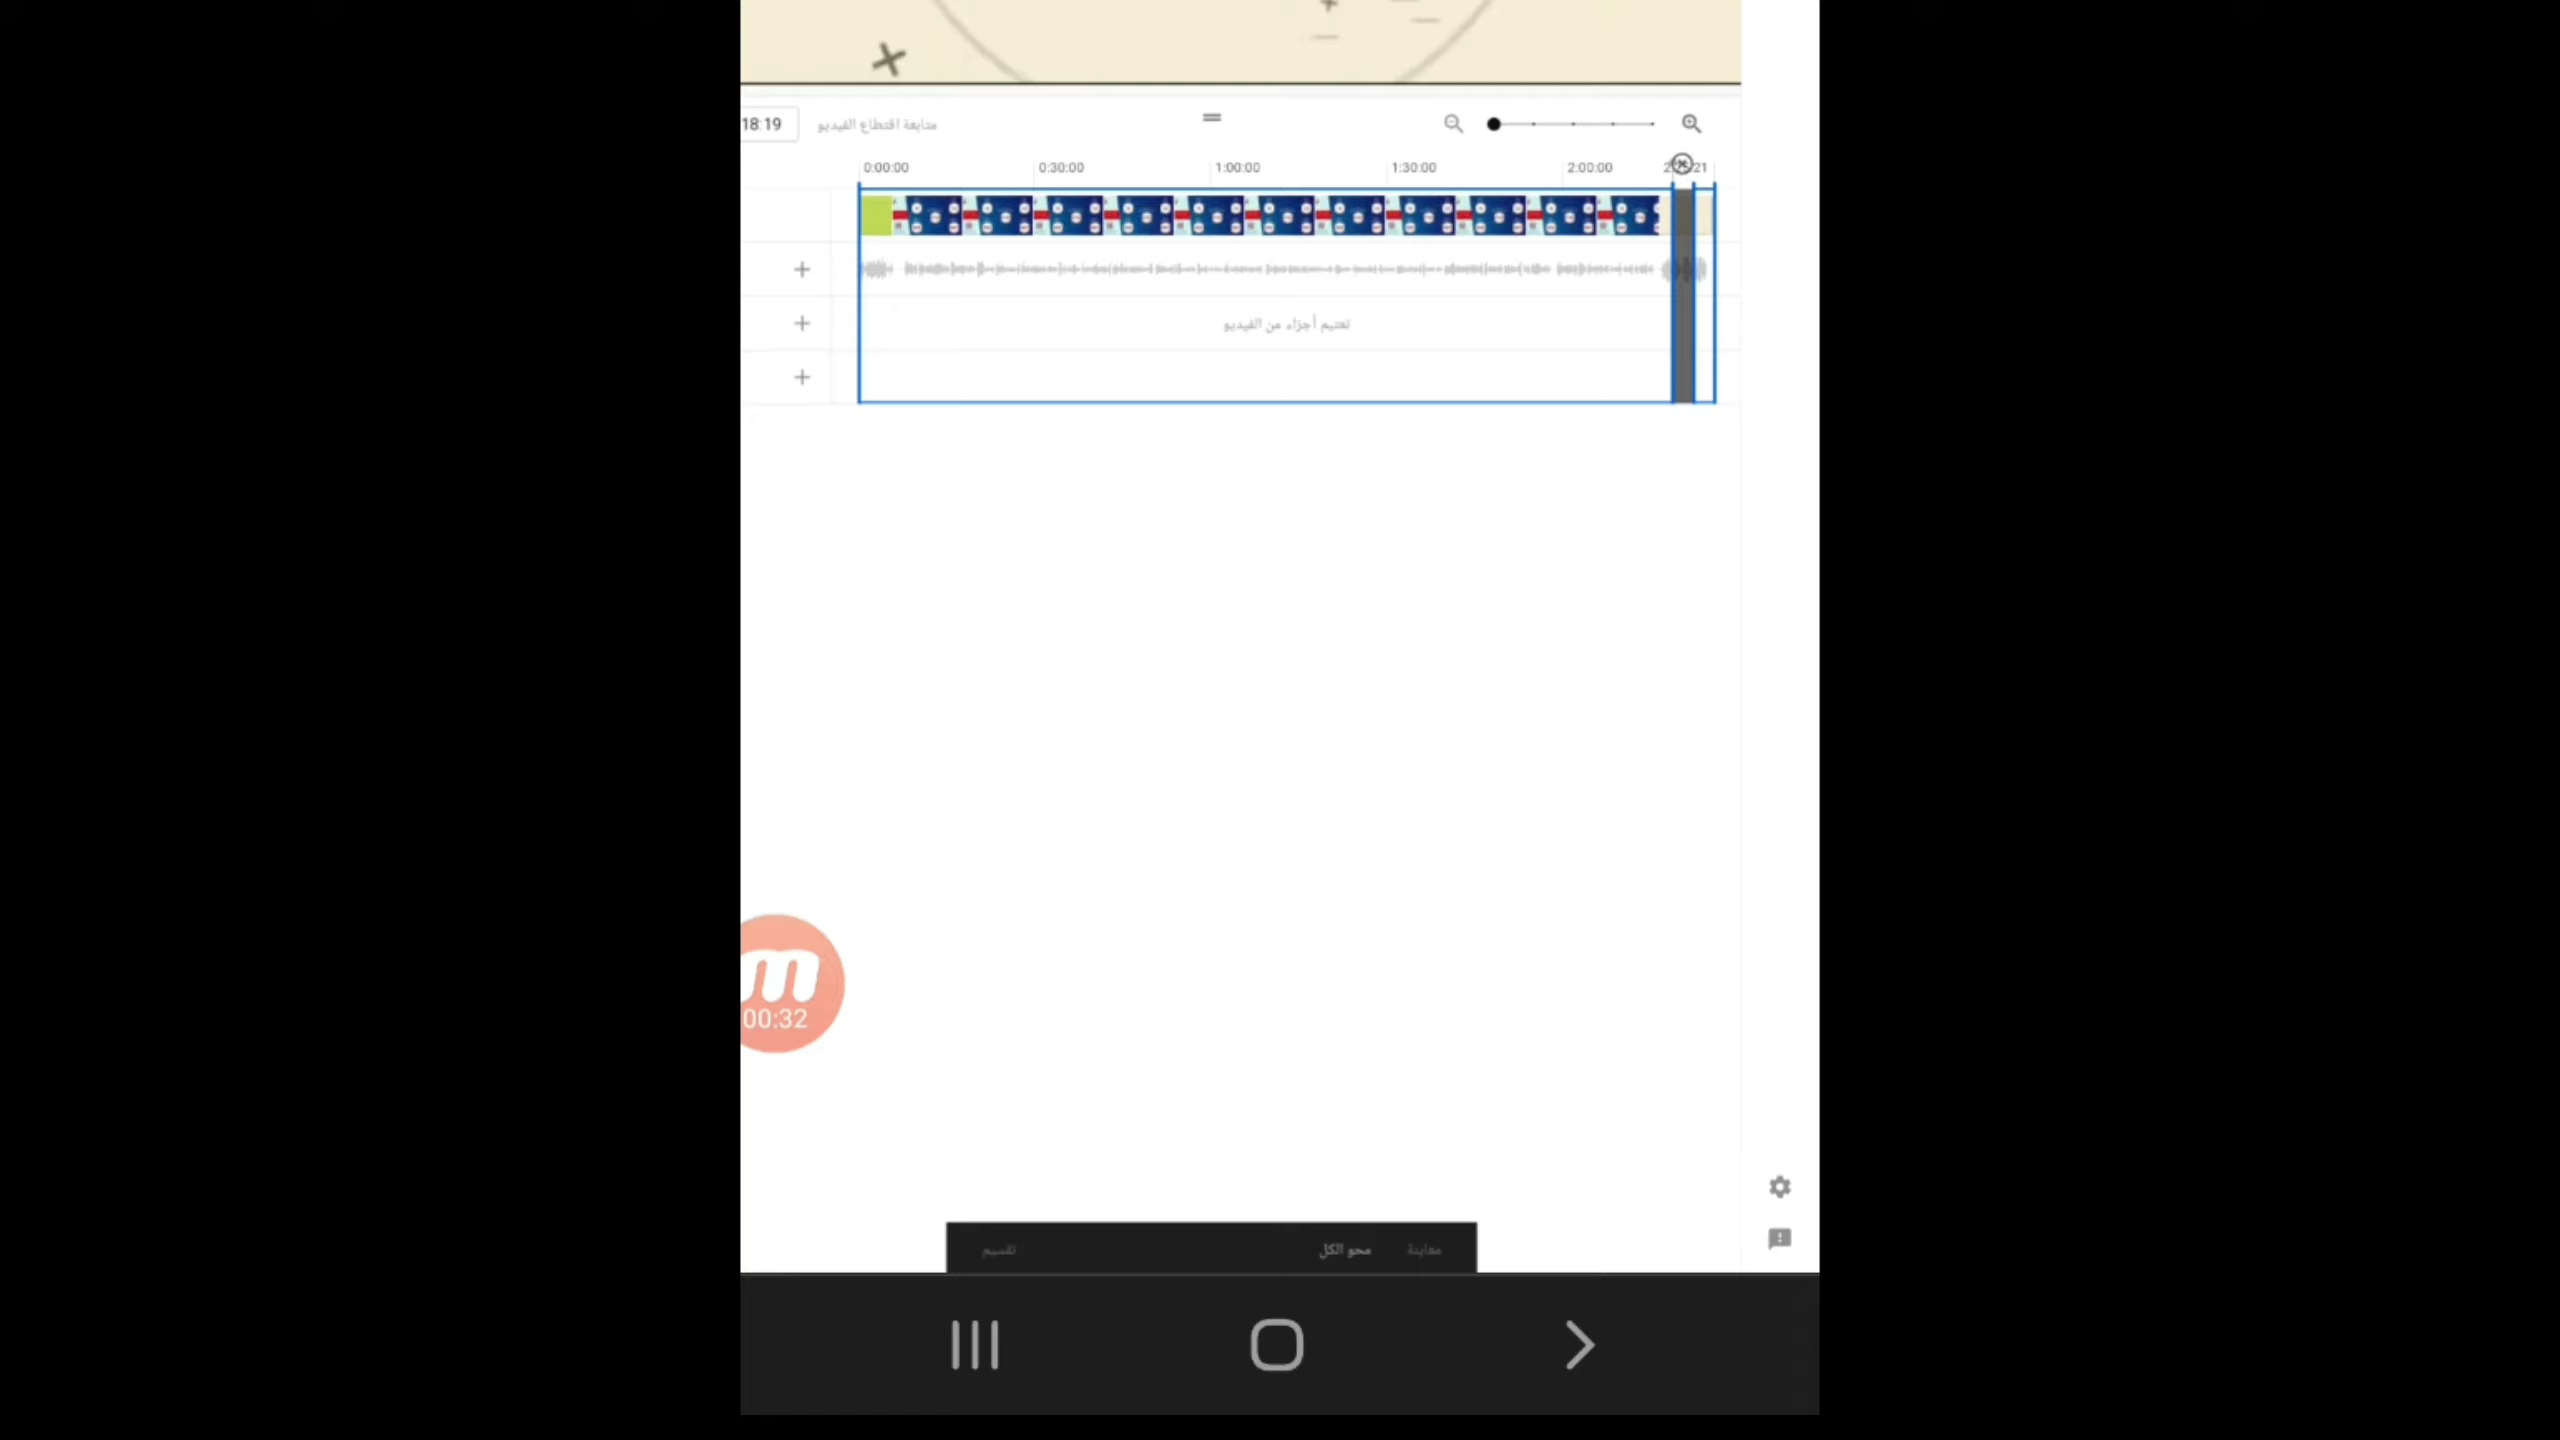 18:19 متابعة اقتطاع الفيديو
0:00:00 0:30:00 1:00:00 1:30:00 2:00:00
تعتيم أجزاء من الفيديو
m
00:32
معاينة محو الكل تقسيم